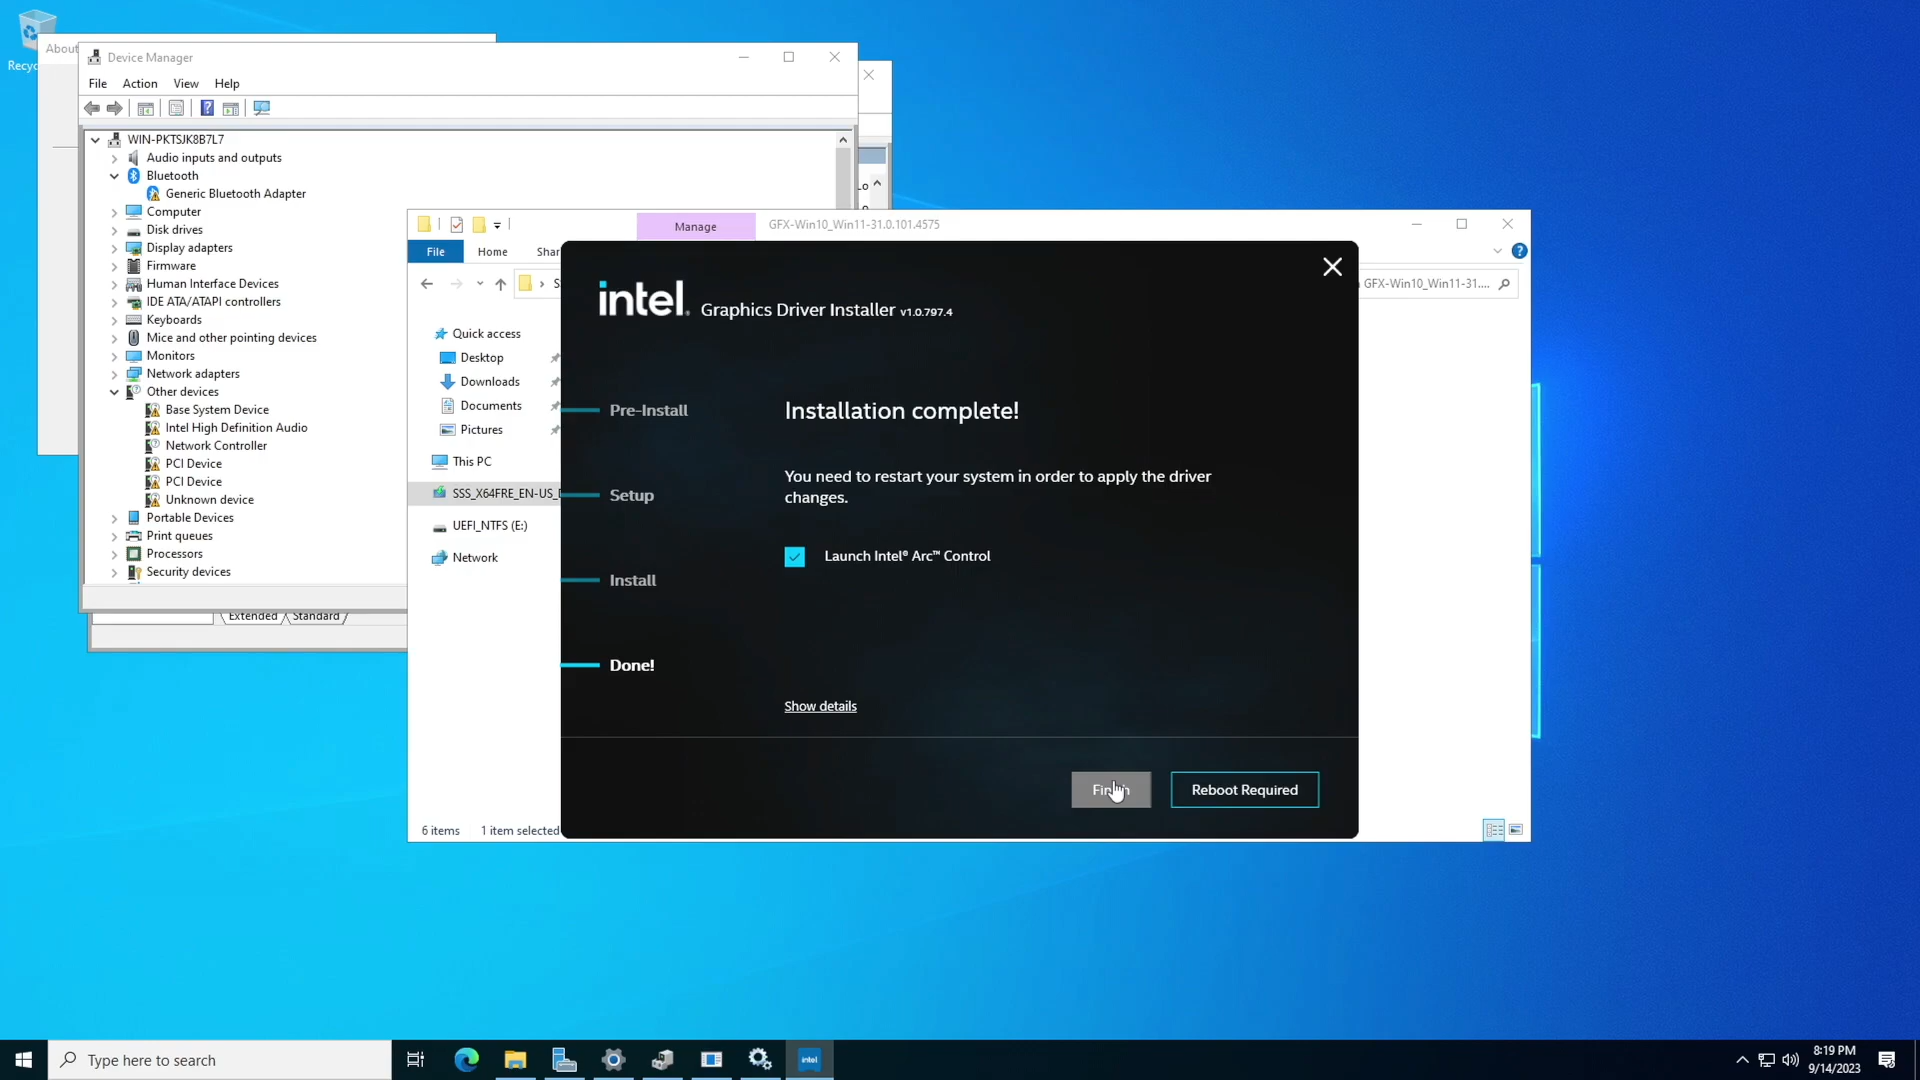 Recyc
About
Device Manager
File Action View Help
WIN-PKTSJK8B7L7
Audio inputs and outputs
Bluetooth
Generic Bluetooth Adapter
Computer
Disk drives
Display adapters
Firmware
Human Interface Devices
IDE ATA/ATAPI controllers
Keyboards
Mice and other pointing devices
Monitors
Network adapters
Other devices
Base System Device
Intel High Definition Audio
Network Controller
PCI Device
PCI Device
Unknown device
Portable Devices
Print queues
Processors
Security devices
Extended Standard
Lo
Manage GFX-Win10_Win11-31.0.101.4575
File Home Shar
GFX-Win10_Win11-31....
Quick access
Desktop
Downloads
Documents
Pictures
This PC
SSS_X64FRE_EN-US_D
UEFI_NTFS (E:)
Network
6 items 1 item selected
intel. Graphics Driver Installer v1.0.797.4
Pre-Install
Setup
Install
Done!
Installation complete!
You need to restart your system in order to apply the driver
changes.
Launch Intel® Arc™ Control
Show details
Finish Reboot Required
Type here to search
intel
8:19 PM
9/14/2023